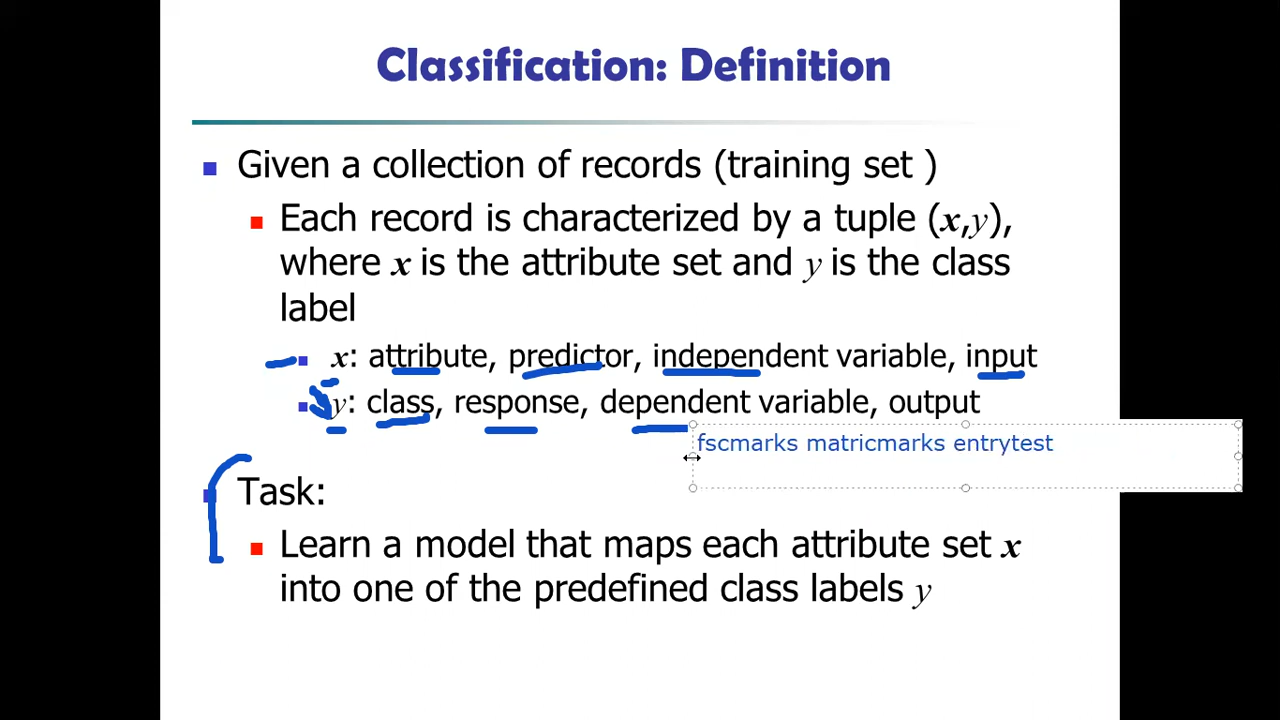 Classification: Definition
Given a collection of records (training set )
Each record is characterized by a tuple (x,y),
where x is the attribute set and y is the class
label
x: attribute, predictor, independent variable, input
y: class, response, dependent variable, output
fscmarks matricmarks entrytest
Task:
Learn a model that maps each attribute set x
into one of the predefined class labels y